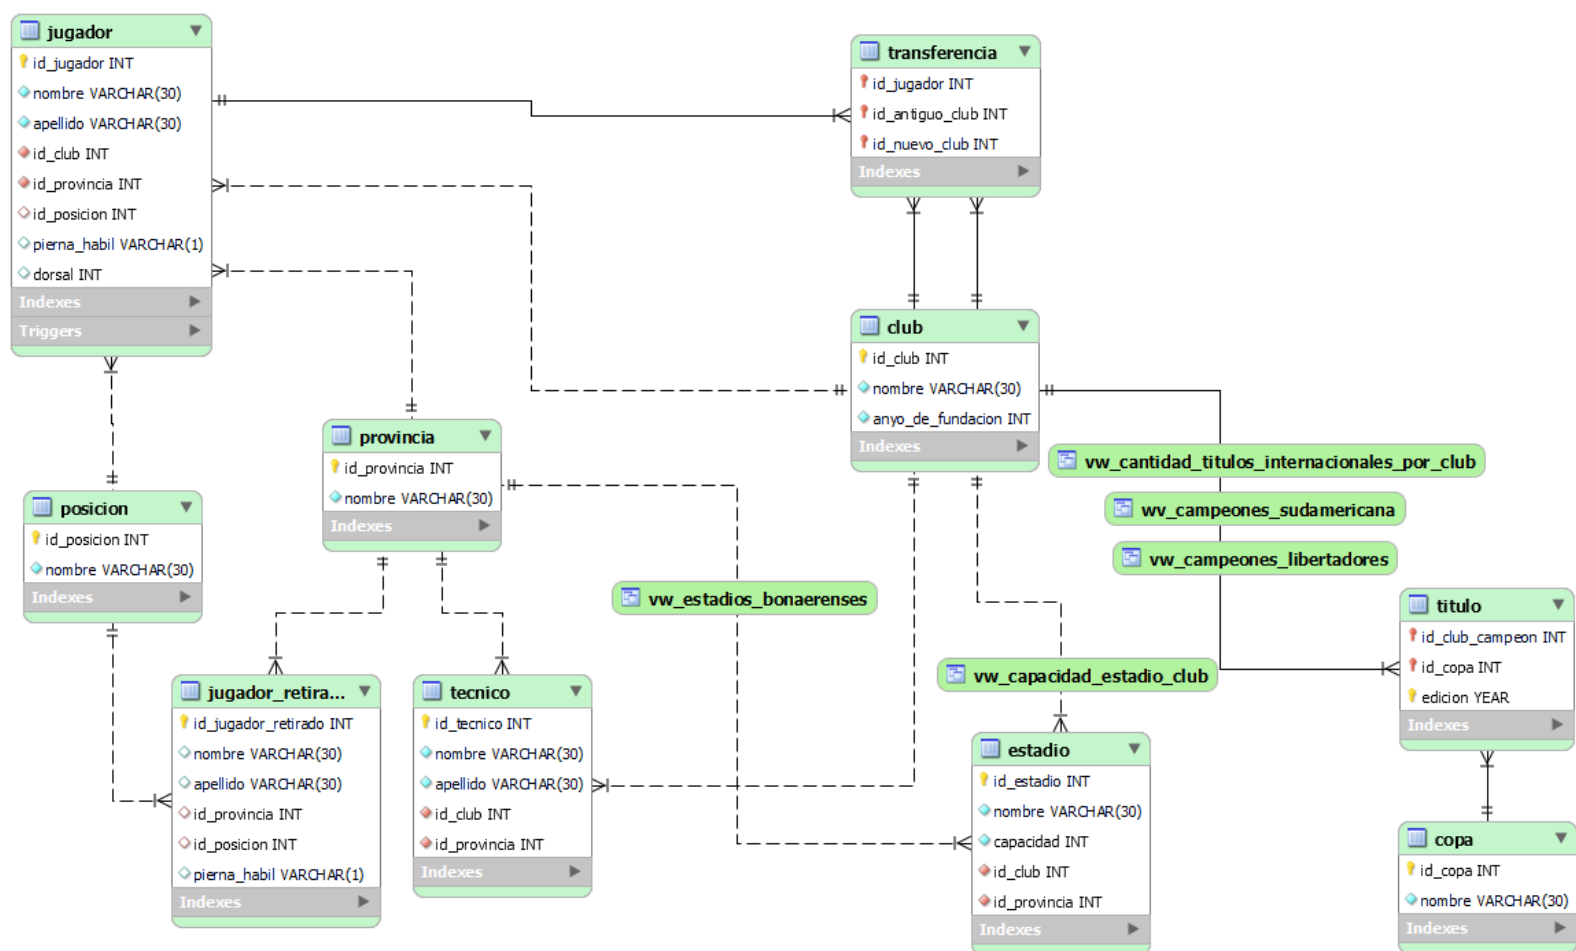 jugador
id_jugador INT
nombre VARCHAR(30)
apellido VARCHAR(30)
id_club INT
id_provincia INT
id_posicion INT
pierna_habil VARCHAR(1)
dorsal INT
Indexes
Triggers
transferencia
id_jugador INT
id_antiguo_club INT
id_nuevo_club INT
Indexes
club
id_club INT
nombre VARCHAR(30)
anyo_de_fundacion INT
Indexes
provincia
id_provincia INT
nombre VARCHAR(30)
Indexes
posicion
id_posicion INT
nombre VARCHAR(30)
Indexes
vw_cantidad_titulos_internacionales_por_club
wv_campeones_sudamericana
vw_campeones_libertadores
vw_estadios_bonaerenses
vw_capacidad_estadio_club
titulo
id_club_campeon INT
id_copa INT
edicion YEAR
Indexes
jugador_retira...
id_jugador_retirado INT
nombre VARCHAR(30)
apellido VARCHAR(30)
id_provincia INT
id_posicion INT
pierna_habil VARCHAR(1)
Indexes
tecnico
id_tecnico INT
nombre VARCHAR(30)
apellido VARCHAR(30)
id_club INT
id_provincia INT
Indexes
estadio
id_estadio INT
nombre VARCHAR(30)
capacidad INT
id_club INT
id_provincia INT
Indexes
copa
id_copa INT
nombre VARCHAR(30)
Indexes